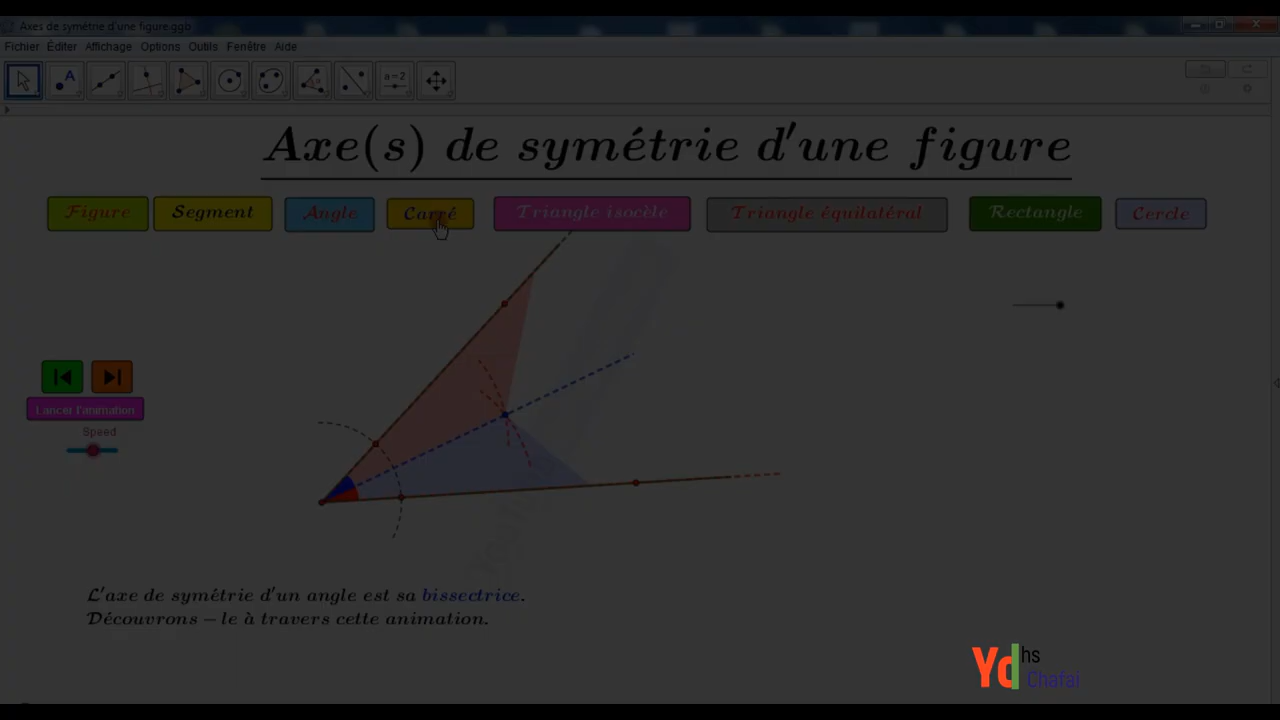 Axes de symétrie d'une figure.ggb
Fichier Éditer Affichage Options Outils Fenêtre Aide
A
a=2
Axe(s) de symétrie d'une figure
Figure Segment Angle Carré Triangle isocèle Triangle équilatéral Rectangle Cercle
Lancer l'animation
Speed
L'axe de symétrie d'un angle est sa bissectrice.
Découvrons-le à travers cette animation.
Yd hs
Chafai